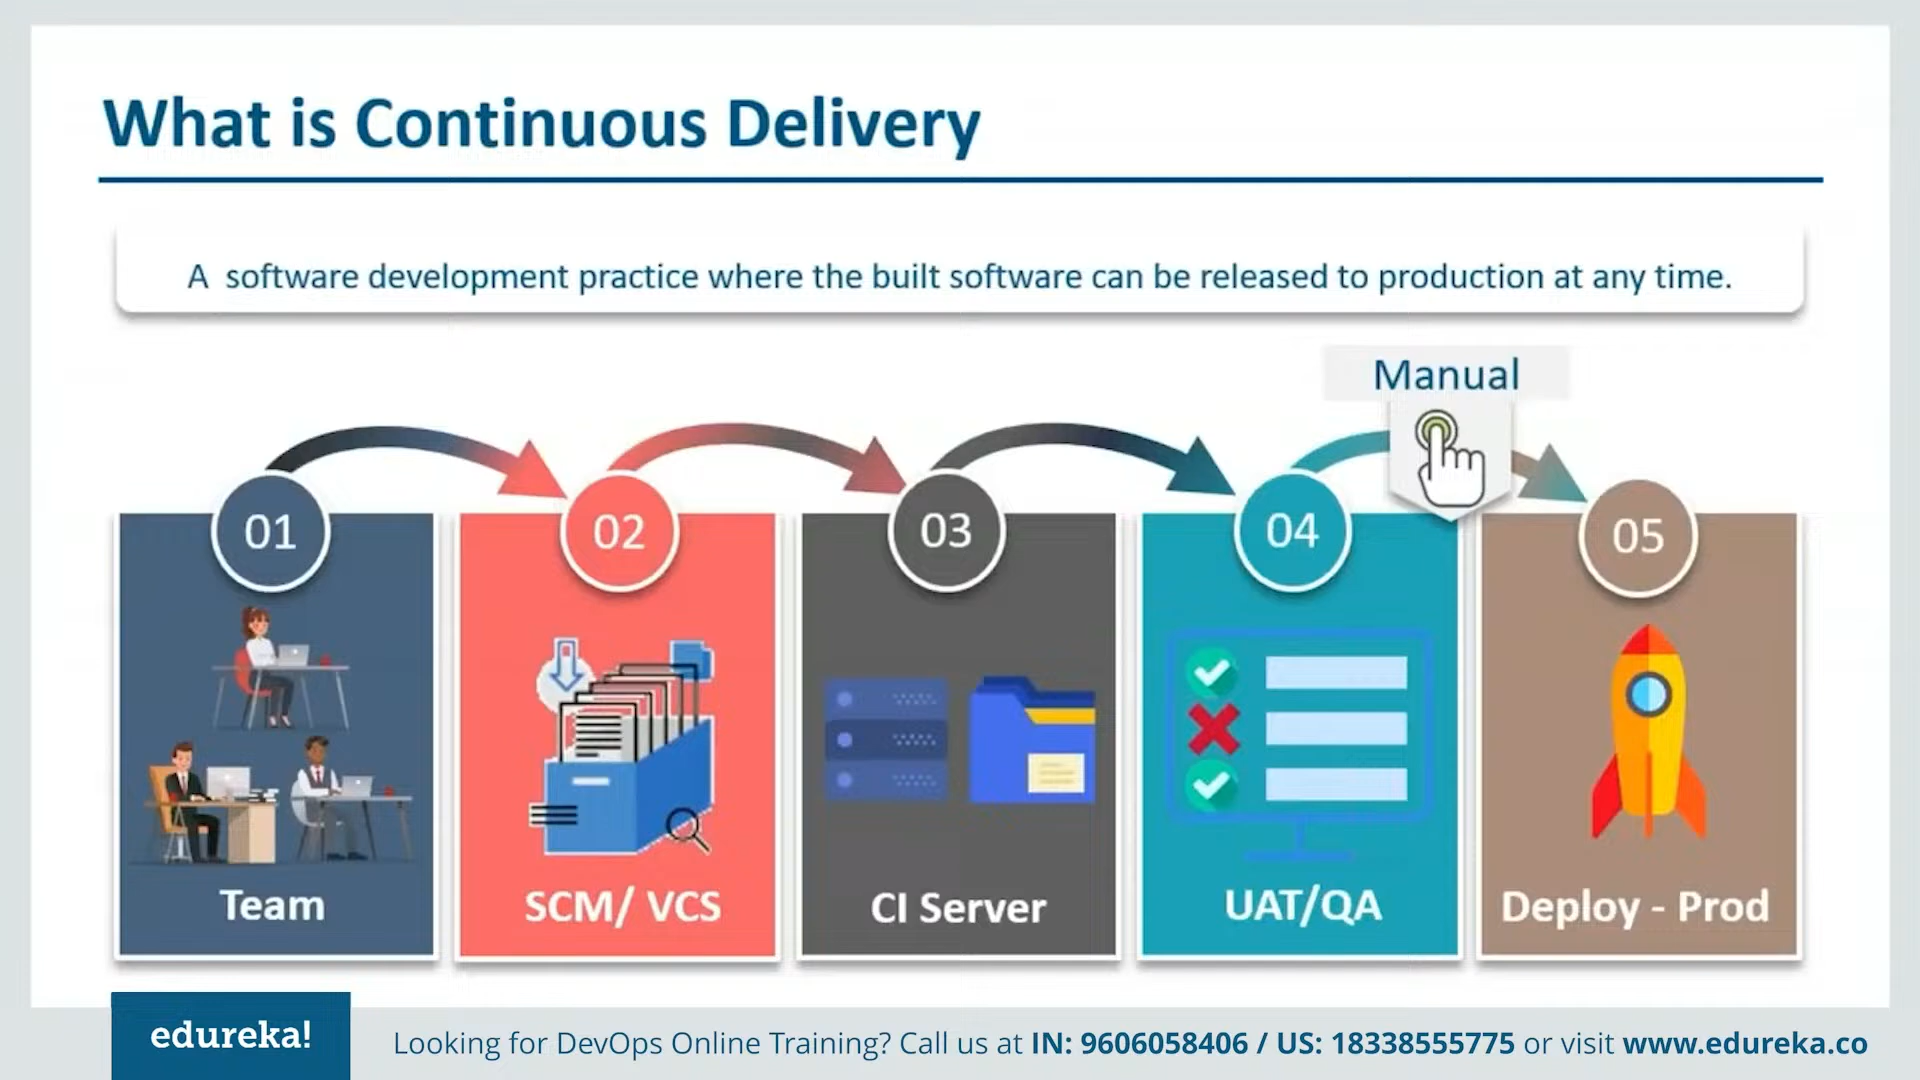 What is Continuous Delivery
A software development practice where the built software can be released to production at any time.
Manual
01
02
03
04
05
Team
SCM/ VCS
CI Server
UAT/QA
Deploy - Prod
edureka!
Looking for DevOps Online Training? Call us at IN: 9606058406 / US: 18338555775 or visit www.edureka.co